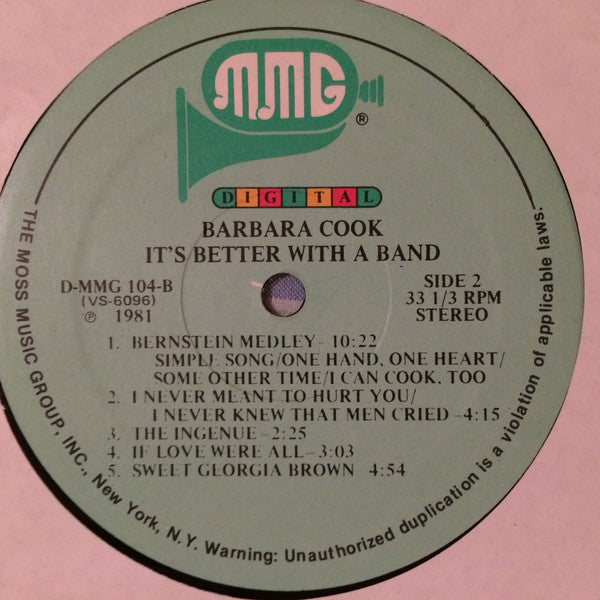 MMG
®
DIGITAL
BARBARA COOK
IT'S BETTER WITH A BAND
D-MMG 104-B
(VS-6096)
℗ 1981
SIDE 2
33 1/3 RPM
STEREO
1. BERNSTEIN MEDLEY- 10:22
SIMPLE SONG/ONE HAND, ONE HEART/
SOME OTHER TIME/I CAN COOK, TOO
2. I NEVER MEANT TO HURT YOU/
I NEVER KNEW THAT MEN CRIED -4:15
3. THE INGENUE -2:25
4. IF LOVE WERE ALL-3:03
5. SWEET GEORGIA BROWN 4:54
THE MOSS MUSIC GROUP, INC., New York, N.Y. Warning: Unauthorized duplication is a violation of applicable laws.